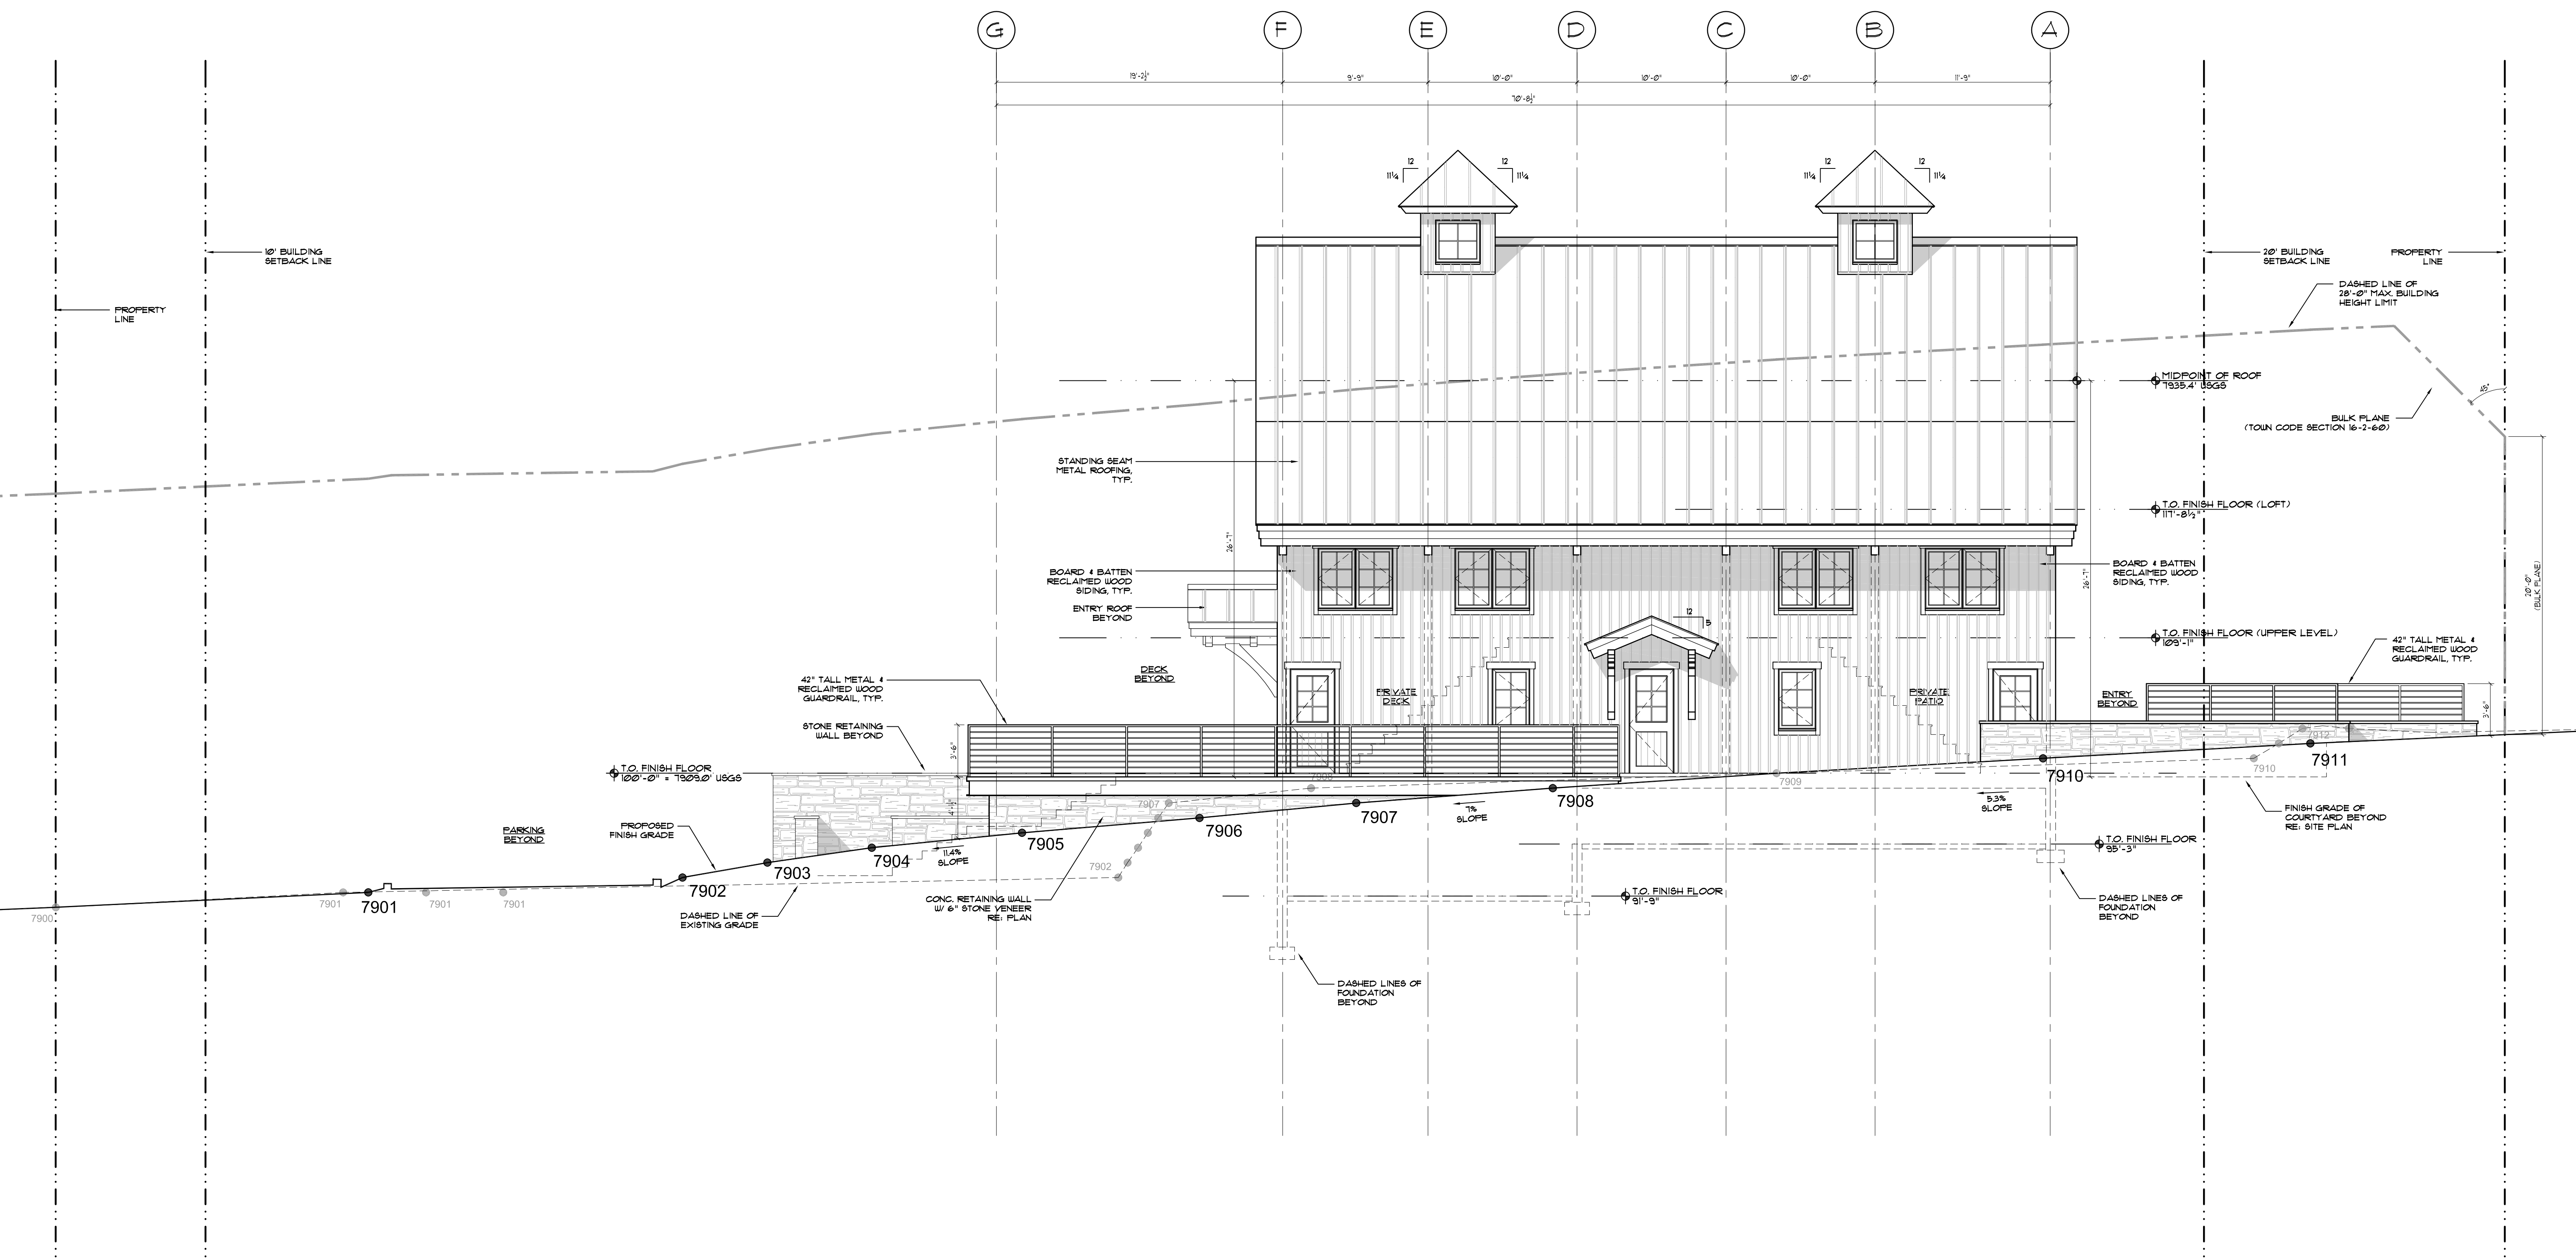 G F E D C B A
19'-2½" 9'-9" 10'-0" 10'-0" 10'-0" 11'-9"
70'-8½"
12 12 12 12
11¼ 11¼ 11¼ 11¼
10' BUILDING
SETBACK LINE
PROPERTY
LINE
20' BUILDING
SETBACK LINE
PROPERTY
LINE
DASHED LINE OF
28'-0" MAX. BUILDING
HEIGHT LIMIT
MIDPOINT OF ROOF
7935.4' USGS
45°
BULK PLANE
(TOWN CODE SECTION 16-2-60)
STANDING SEAM
METAL ROOFING,
TYP.
T.O. FINISH FLOOR (LOFT)
117'-8½"
26'-7"
26'-7"
20'-0"
(BULK PLANE)
BOARD & BATTEN
RECLAIMED WOOD
SIDING, TYP.
BOARD & BATTEN
RECLAIMED WOOD
SIDING, TYP.
ENTRY ROOF
BEYOND
12
5
T.O. FINISH FLOOR (UPPER LEVEL)
109'-1"
42" TALL METAL &
RECLAIMED WOOD
GUARDRAIL, TYP.
DECK
BEYOND
42" TALL METAL &
RECLAIMED WOOD
GUARDRAIL, TYP.
PRIVATE
DECK
PRIVATE
PATIO
ENTRY
BEYOND
3'-6"
STONE RETAINING
WALL BEYOND
3'-6"
7912
7911
7910
7910
7909
7908
7908
T.O. FINISH FLOOR
100'-0" = 7909.0' USGS
7907
7907
7906
7905
7904
7903
7902
7902
7901
7901
7901
7901
7900
7% SLOPE
5.3%
SLOPE
11.4%
SLOPE
PARKING
BEYOND
PROPOSED
FINISH GRADE
FINISH GRADE OF
COURTYARD BEYOND
RE: SITE PLAN
T.O. FINISH FLOOR
95'-3"
T.O. FINISH FLOOR
91'-9"
CONC. RETAINING WALL
W/ 6" STONE VENEER
RE: PLAN
DASHED LINE OF
EXISTING GRADE
DASHED LINES OF
FOUNDATION
BEYOND
DASHED LINES OF
FOUNDATION
BEYOND